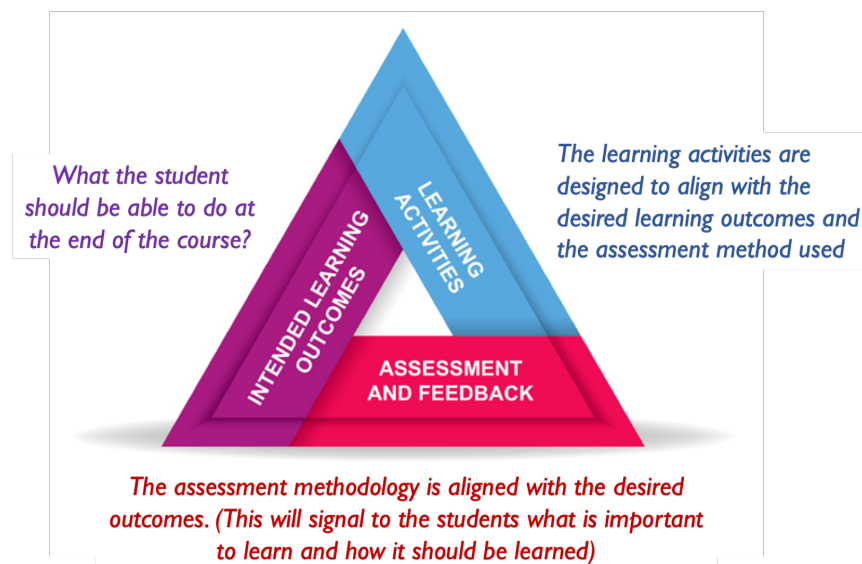 What the student
should be able to do at
the end of the course?
The learning activities are
designed to align with the
desired learning outcomes and
the assessment method used
LEARNING
ACTIVITIES
INTENDED LEARNING
OUTCOMES
ASSESSMENT
AND FEEDBACK
The assessment methodology is aligned with the desired
outcomes. (This will signal to the students what is important
to learn and how it should be learned)